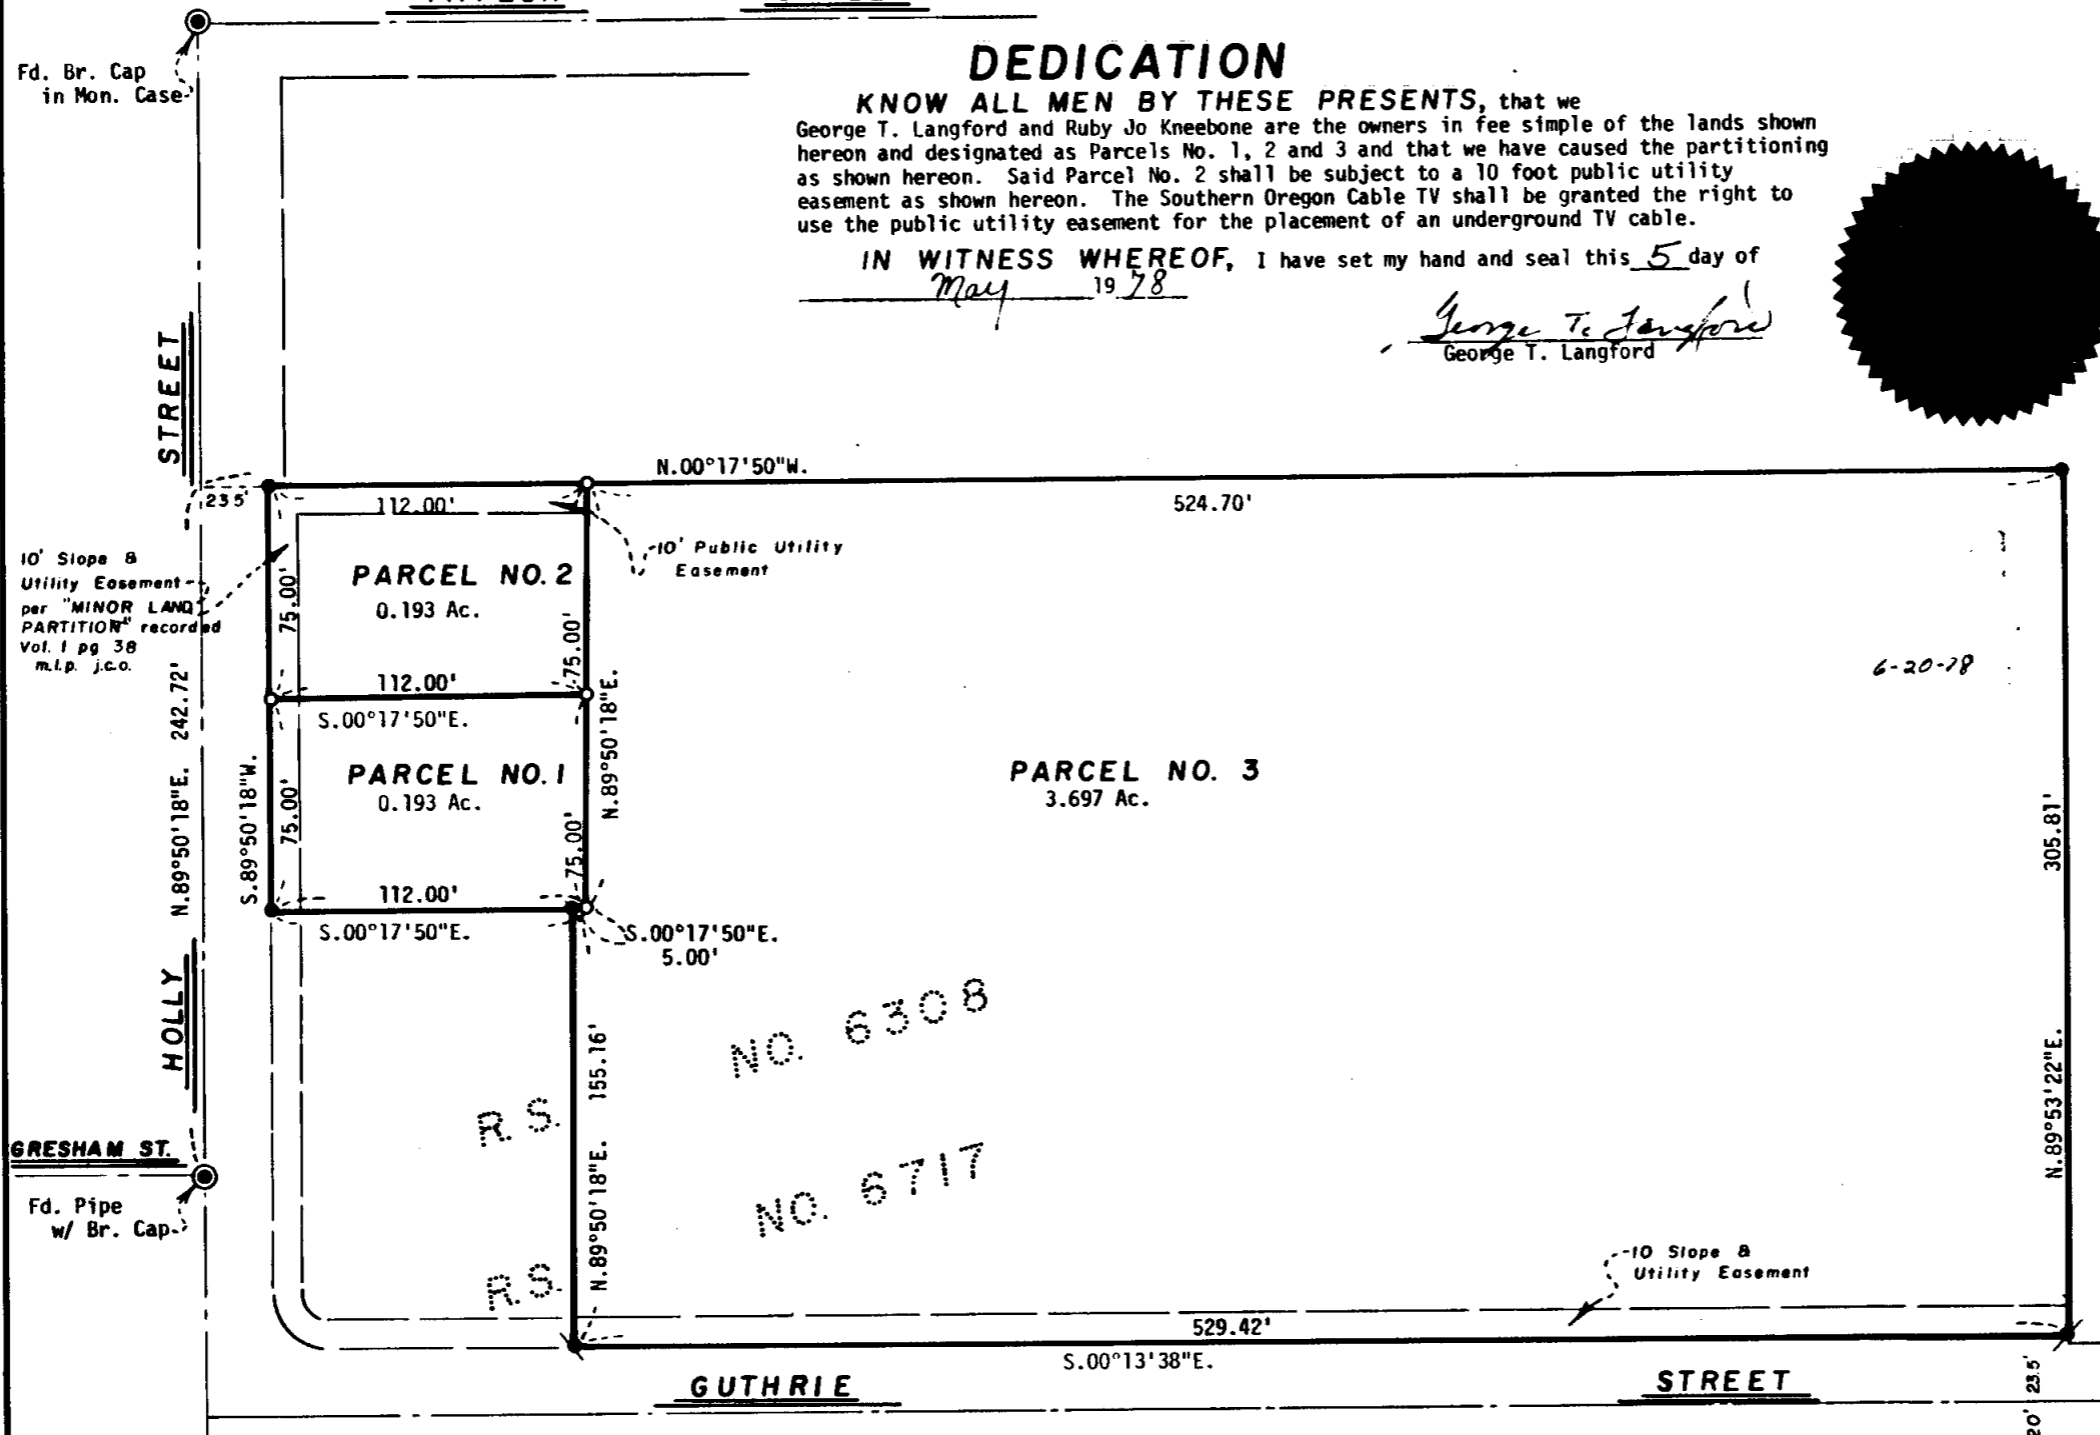 Fd. Br. Cap
in Mon. Case
DEDICATION
KNOW ALL MEN BY THESE PRESENTS, that we
George T. Langford and Ruby Jo Kneebone are the owners in fee simple of the lands shown
hereon and designated as Parcels No. 1, 2 and 3 and that we have caused the partitioning
as shown hereon. Said Parcel No. 2 shall be subject to a 10 foot public utility
easement as shown hereon. The Southern Oregon Cable TV shall be granted the right to
use the public utility easement for the placement of an underground TV cable.
IN WITNESS WHEREOF, I have set my hand and seal this 5 day of
May 1978
George T. Langford
George T. Langford
STREET
N.00°17'50"W.
23.5'
112.00'
524.70'
10' Slope &
Utility Easement
per "MINOR LAND
PARTITION" recorded
Vol. 1 pg 38
m.l.p. j.c.o.
10' Public Utility
Easement
PARCEL NO. 2
0.193 Ac.
75.00'
75.00'
112.00'
S.00°17'50"E.
6-20-78
N.89°50'18"E. 242.72'
S.89°50'18"W.
N.89°50'18"E.
PARCEL NO. 1
0.193 Ac.
75.00'
75.00'
112.00'
S.00°17'50"E.
PARCEL NO. 3
3.697 Ac.
305.81'
N.89°53'22"E.
S.00°17'50"E.
5.00'
HOLLY
N.89°50'18"E. 155.16'
R.S. NO. 6308
R.S. NO. 6717
GRESHAM ST.
Fd. Pipe
w/ Br. Cap
10 Slope &
Utility Easement
529.42'
S.00°13'38"E.
GUTHRIE STREET
23.5'
20'